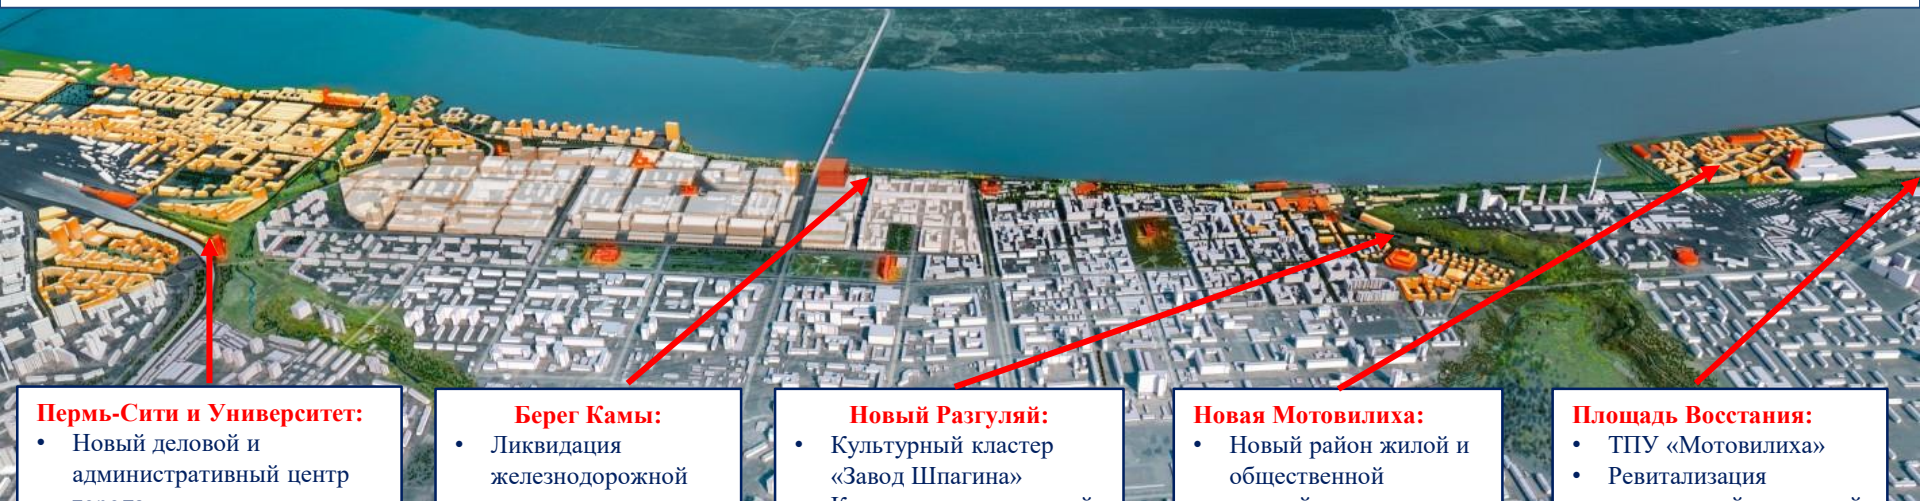 Пермь-Сити и Университет:
• Новый деловой и
административный центр
Берег Камы:
• Ликвидация
железнодорожной
Новый Разгуляй:
• Культурный кластер
«Завод Шпагина»
Новая Мотовилиха:
• Новый район жилой и
общественной
Площадь Восстания:
• ТПУ «Мотовилиха»
• Ревитализация